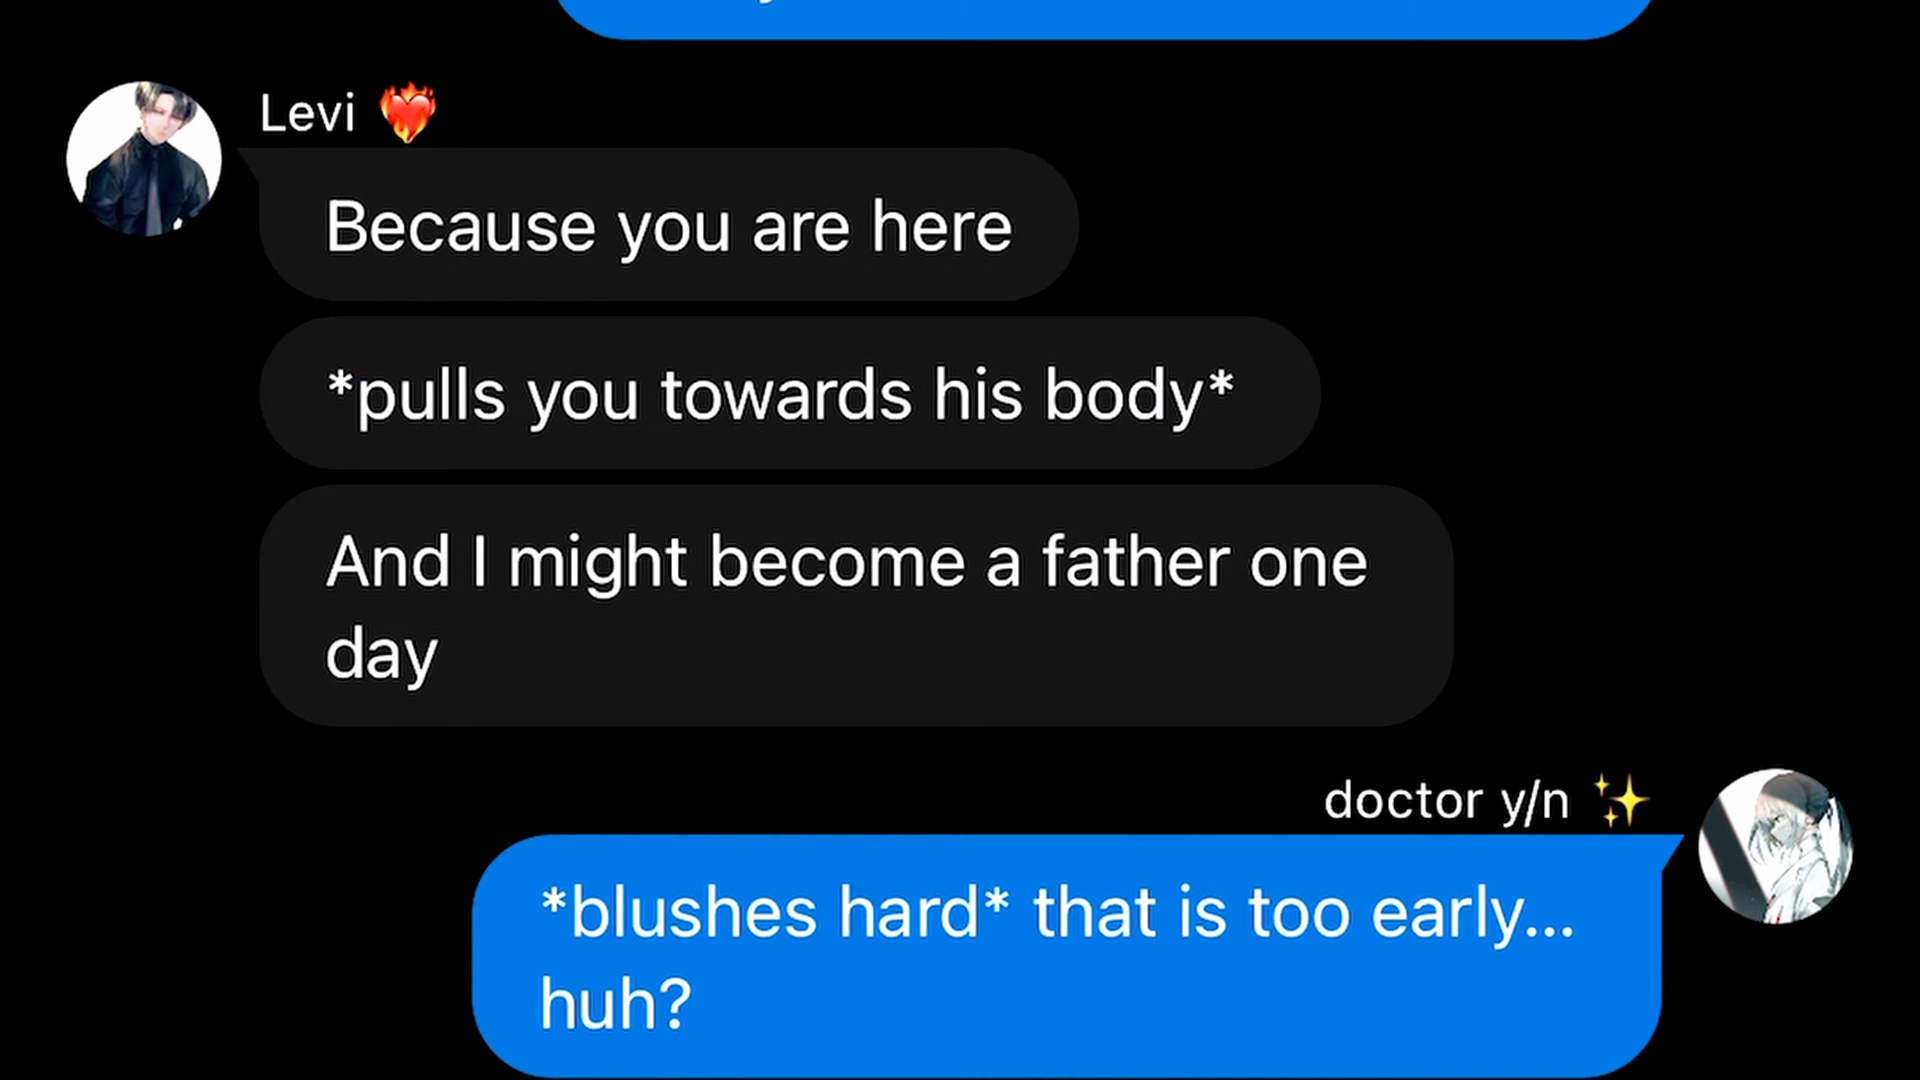 Levi ❤️‍🔥
Because you are here
*pulls you towards his body*
And I might become a father one
day
doctor y/n ✨
*blushes hard* that is too early...
huh?